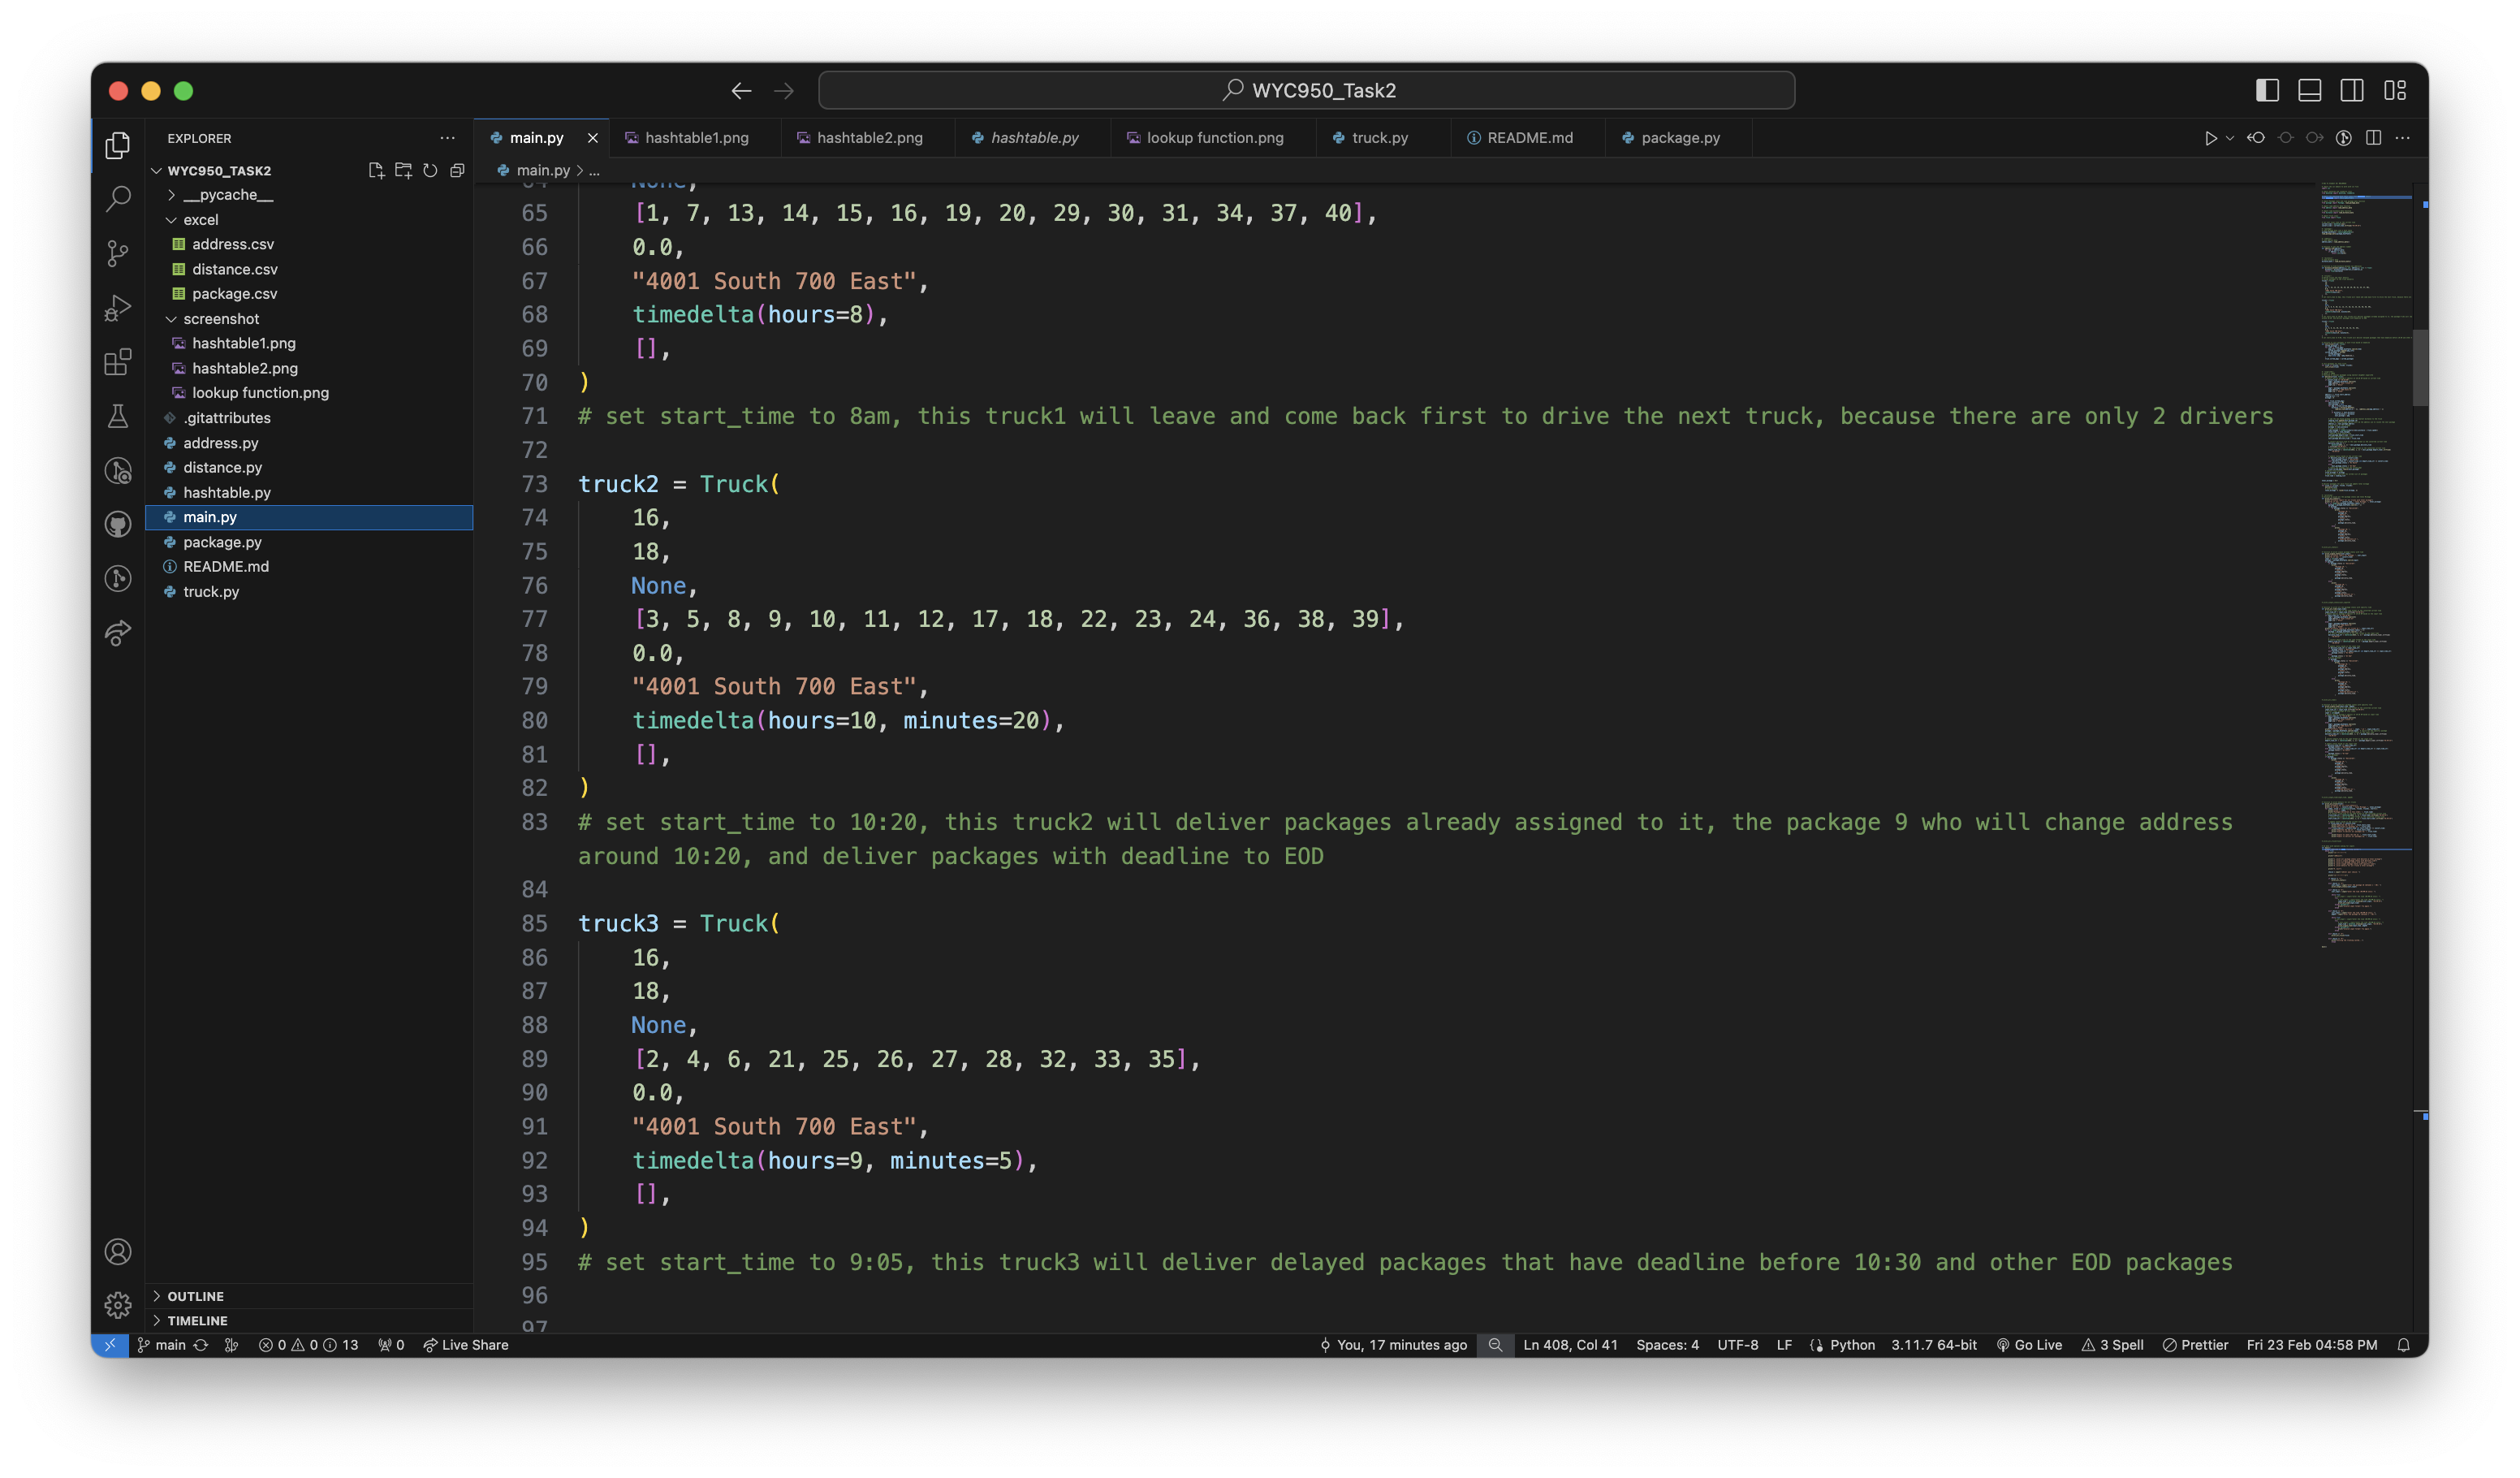 WYC950_Task2
EXPLORER
WYC950_TASK2
__pycache__
excel
address.csv
distance.csv
package.csv
screenshot
hashtable1.png
hashtable2.png
lookup function.png
.gitattributes
address.py
distance.py
hashtable.py
main.py
package.py
README.md
truck.py
OUTLINE
TIMELINE
main.py hashtable1.png hashtable2.png hashtable.py lookup function.png truck.py README.md package.py
main.py > ...
64 None,
65 [1, 7, 13, 14, 15, 16, 19, 20, 29, 30, 31, 34, 37, 40],
66 0.0,
67 "4001 South 700 East",
68 timedelta(hours=8),
69 [],
70 )
71 # set start_time to 8am, this truck1 will leave and come back first to drive the next truck, because there are only 2 drivers
72
73 truck2 = Truck(
74 16,
75 18,
76 None,
77 [3, 5, 8, 9, 10, 11, 12, 17, 18, 22, 23, 24, 36, 38, 39],
78 0.0,
79 "4001 South 700 East",
80 timedelta(hours=10, minutes=20),
81 [],
82 )
83 # set start_time to 10:20, this truck2 will deliver packages already assigned to it, the package 9 who will change address
around 10:20, and deliver packages with deadline to EOD
84
85 truck3 = Truck(
86 16,
87 18,
88 None,
89 [2, 4, 6, 21, 25, 26, 27, 28, 32, 33, 35],
90 0.0,
91 "4001 South 700 East",
92 timedelta(hours=9, minutes=5),
93 [],
94 )
95 # set start_time to 9:05, this truck3 will deliver delayed packages that have deadline before 10:30 and other EOD packages
96
97
main 0 0 13 0 Live Share You, 17 minutes ago Ln 408, Col 41 Spaces: 4 UTF-8 LF Python 3.11.7 64-bit Go Live 3 Spell Prettier Fri 23 Feb 04:58 PM